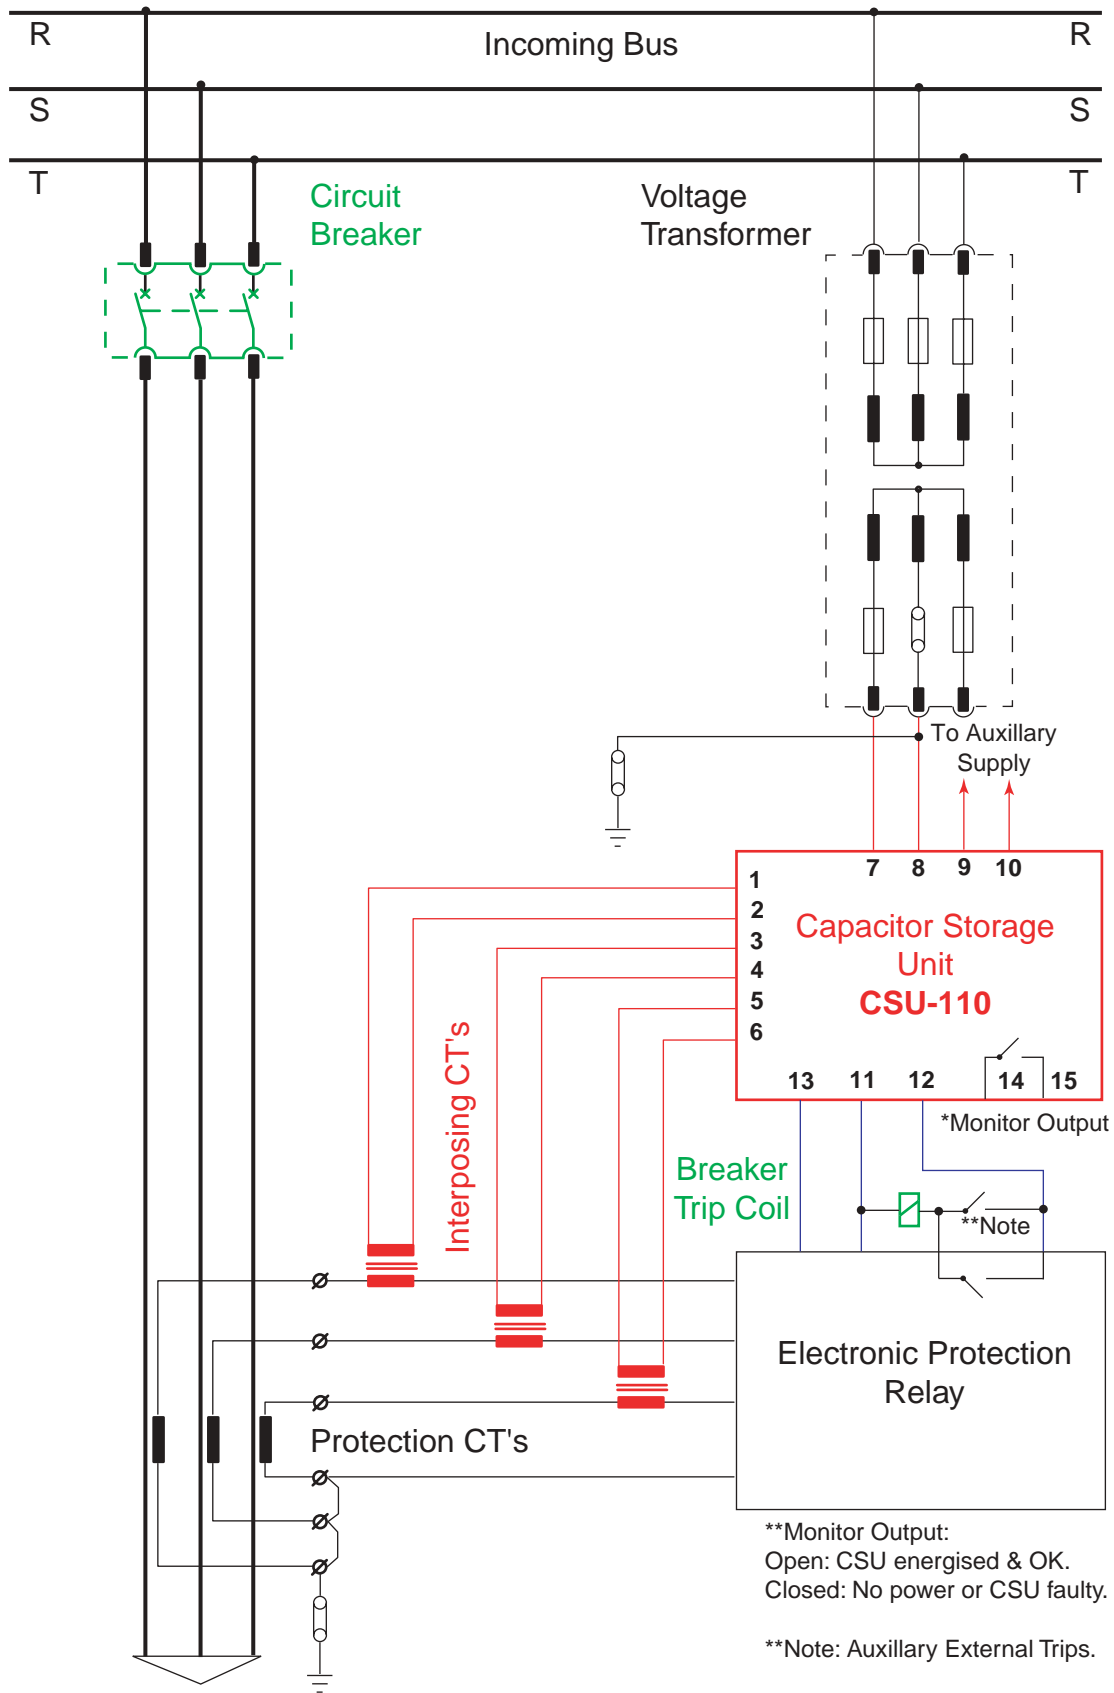 R
Incoming Bus
R
S
S
T
T
Circuit
Breaker
Voltage
Transformer
To Auxillary
Supply
7 8 9 10
1
2
3
4
5
6
Capacitor Storage
Unit
CSU-110
13 11 12 14 15
*Monitor Output
Interposing CT's
Breaker
Trip Coil
**Note
Electronic Protection
Relay
Protection CT's
**Monitor Output:
Open: CSU energised & OK.
Closed: No power or CSU faulty.
**Note: Auxillary External Trips.